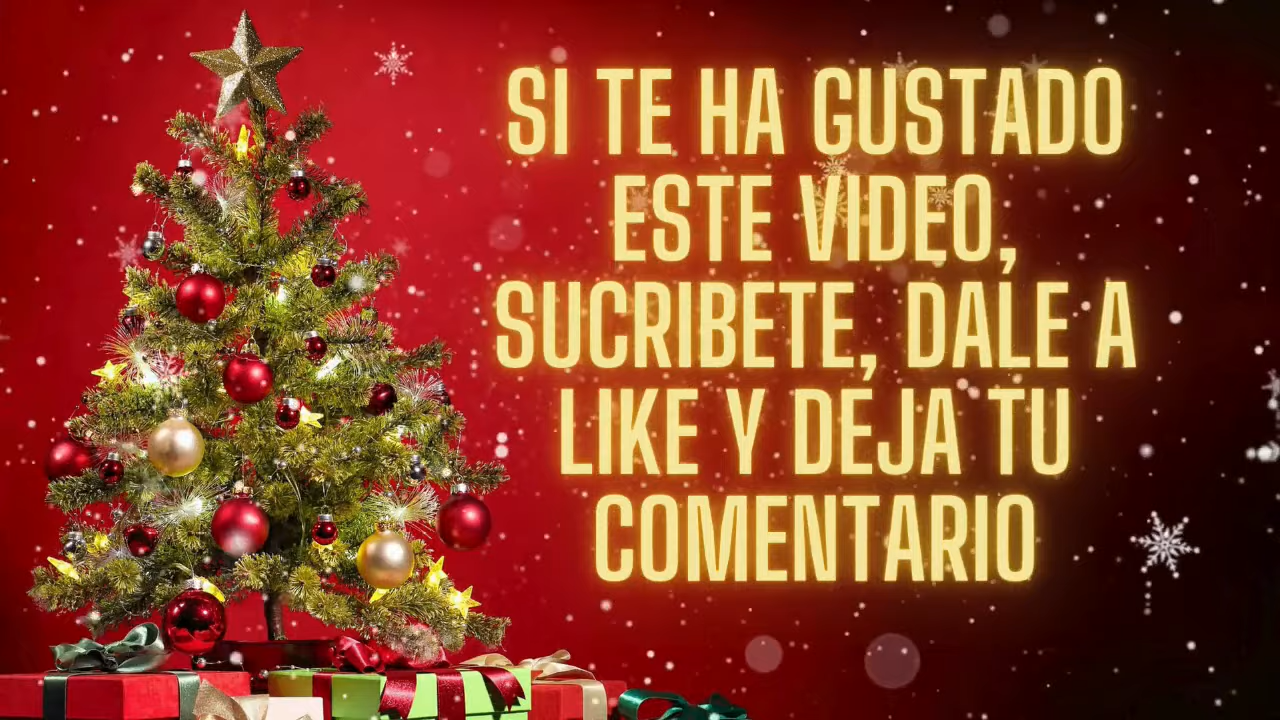 SI TE HA GUSTADO
ESTE VIDEO,
SUCRIBETE, DALE A
LIKE Y DEJA TU
COMENTARIO